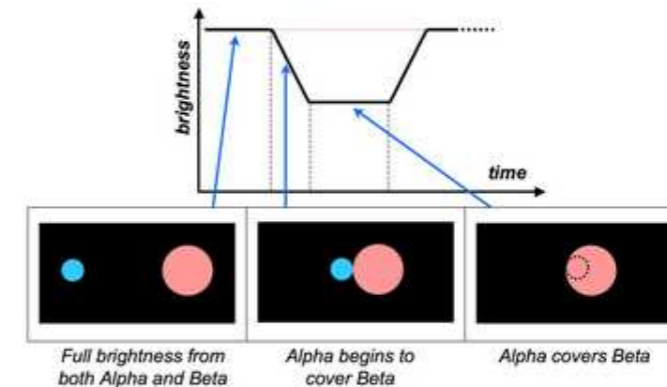 brightness
time
Full brightness from
both Alpha and Beta
Alpha begins to
cover Beta
Alpha covers Beta